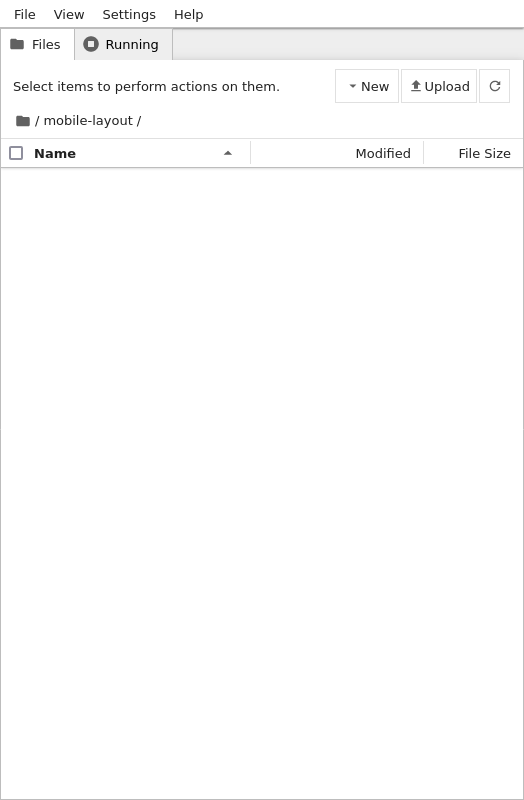 File View Settings Help
Files Running
Select items to perform actions on them. New Upload
/ mobile-layout /
Name Modified File Size